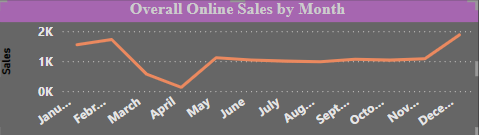 Overall Online Sales by Month
Sales
2K
1K
0K
Janu... Febr... March April May June July Aug... Sept... Octo... Nov... Dece...